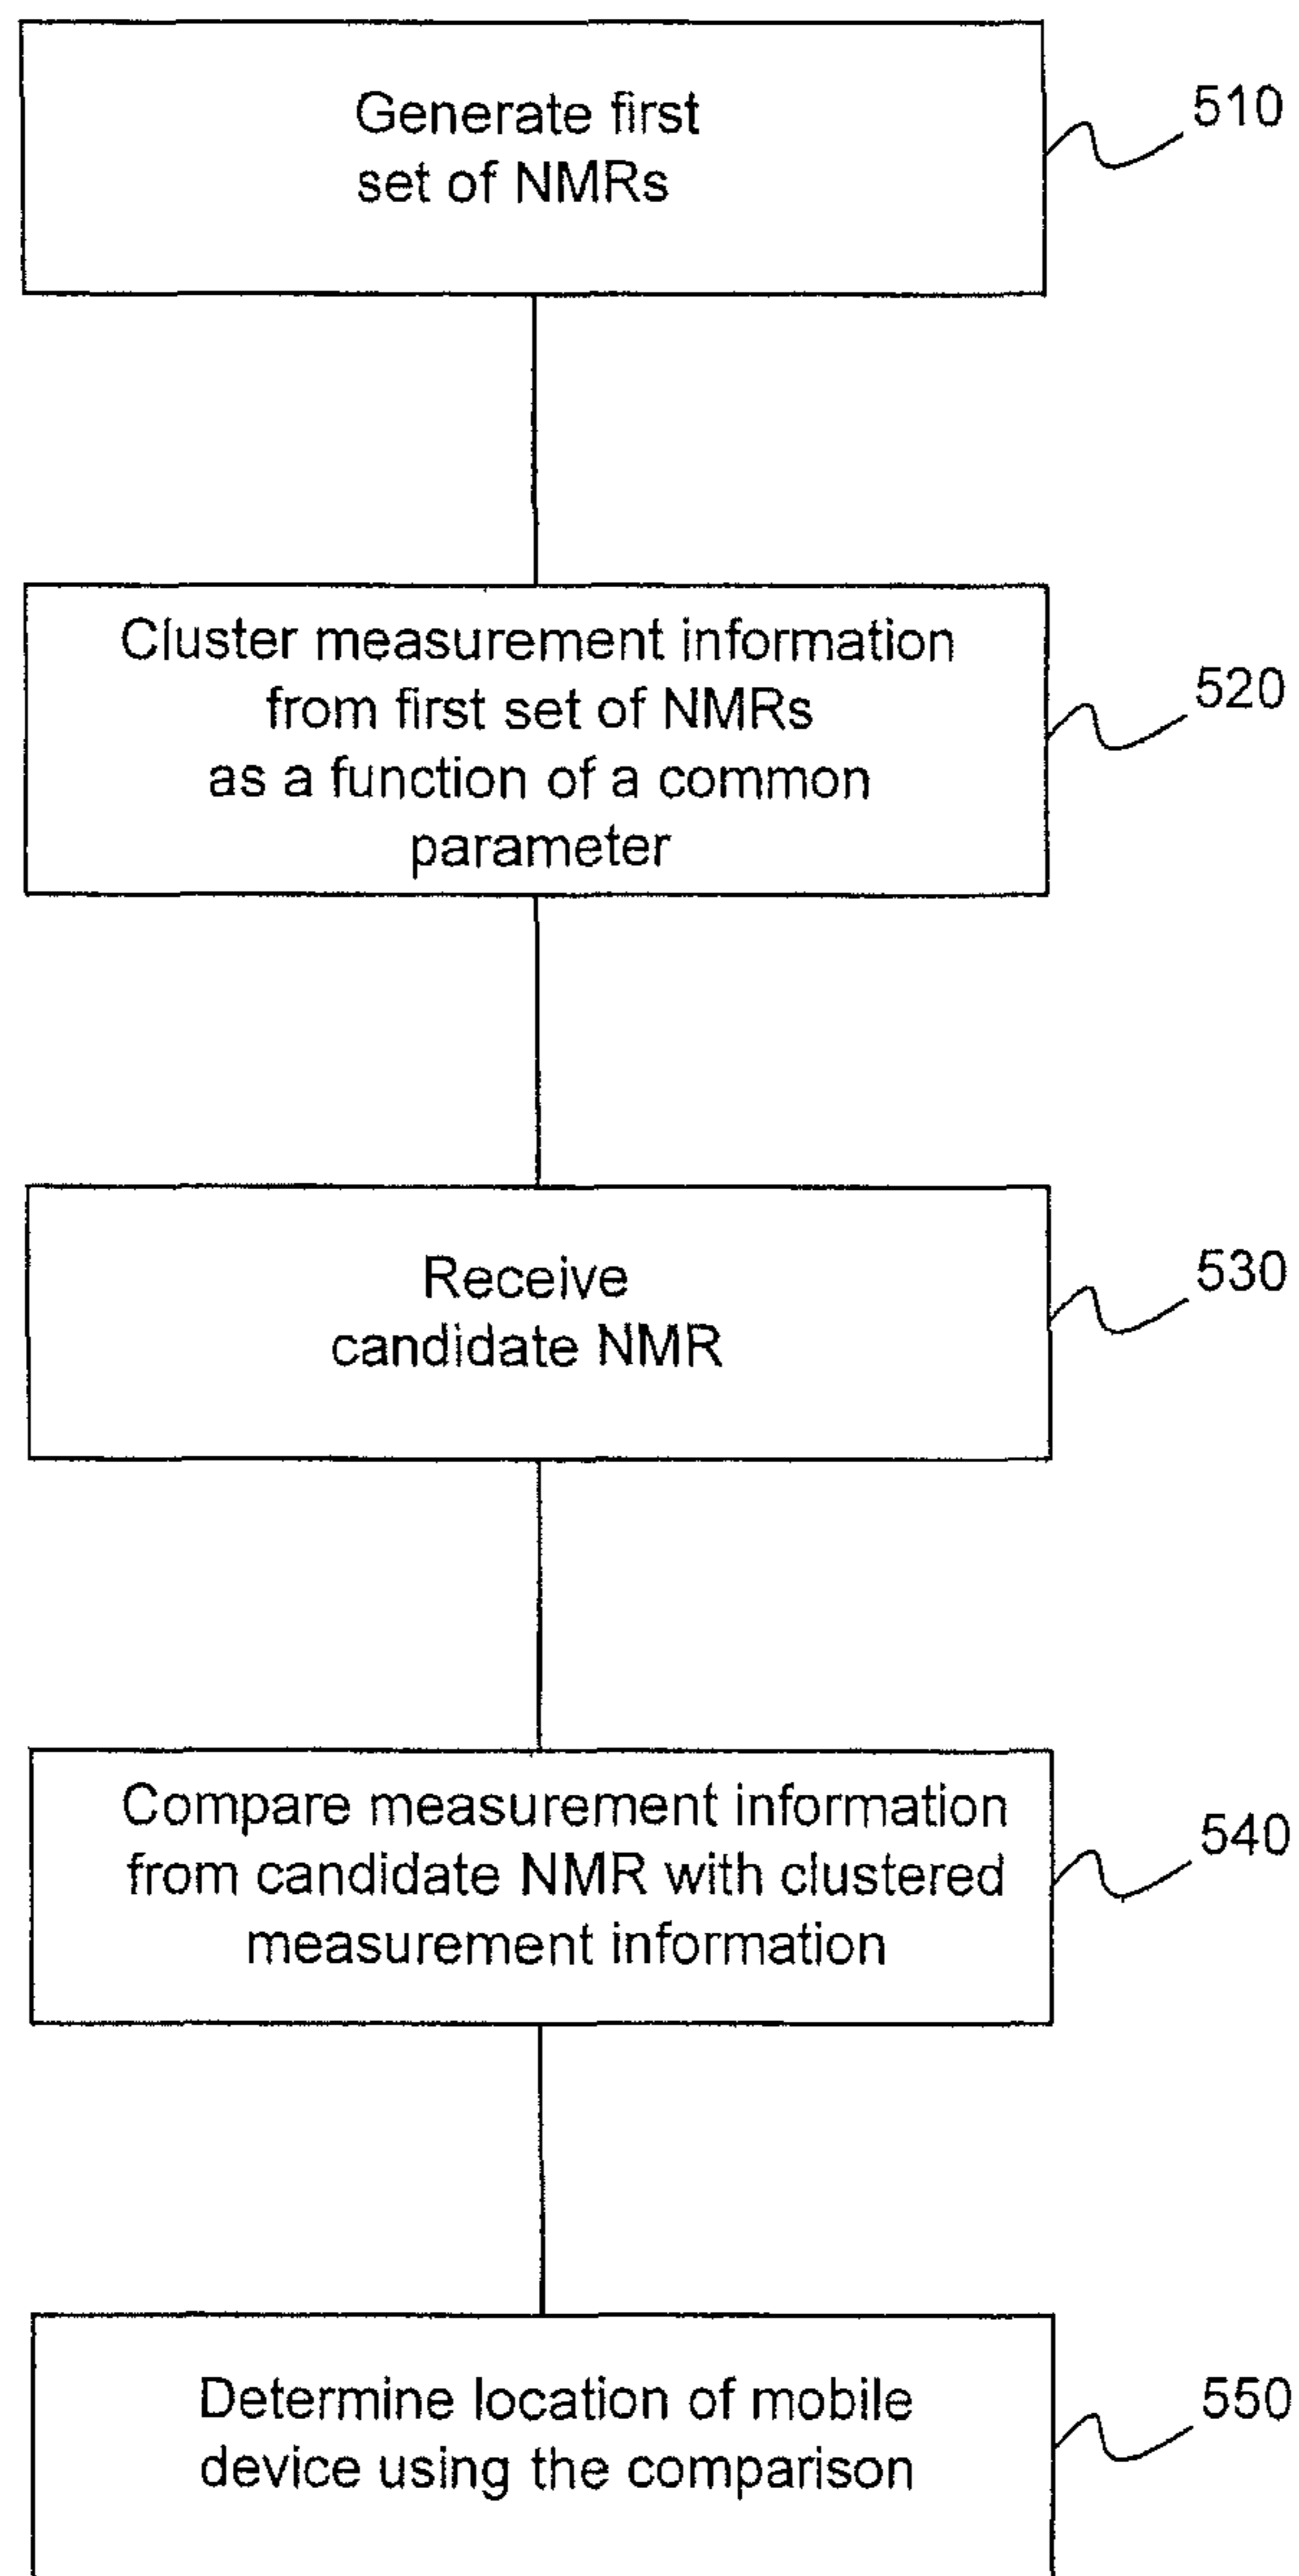 Generate first
set of NMRs
510
Cluster measurement information
from first set of NMRs
as a function of a common
parameter
520
Receive
candidate NMR
530
Compare measurement information
from candidate NMR with clustered
measurement information
540
Determine location of mobile
device using the comparison
550